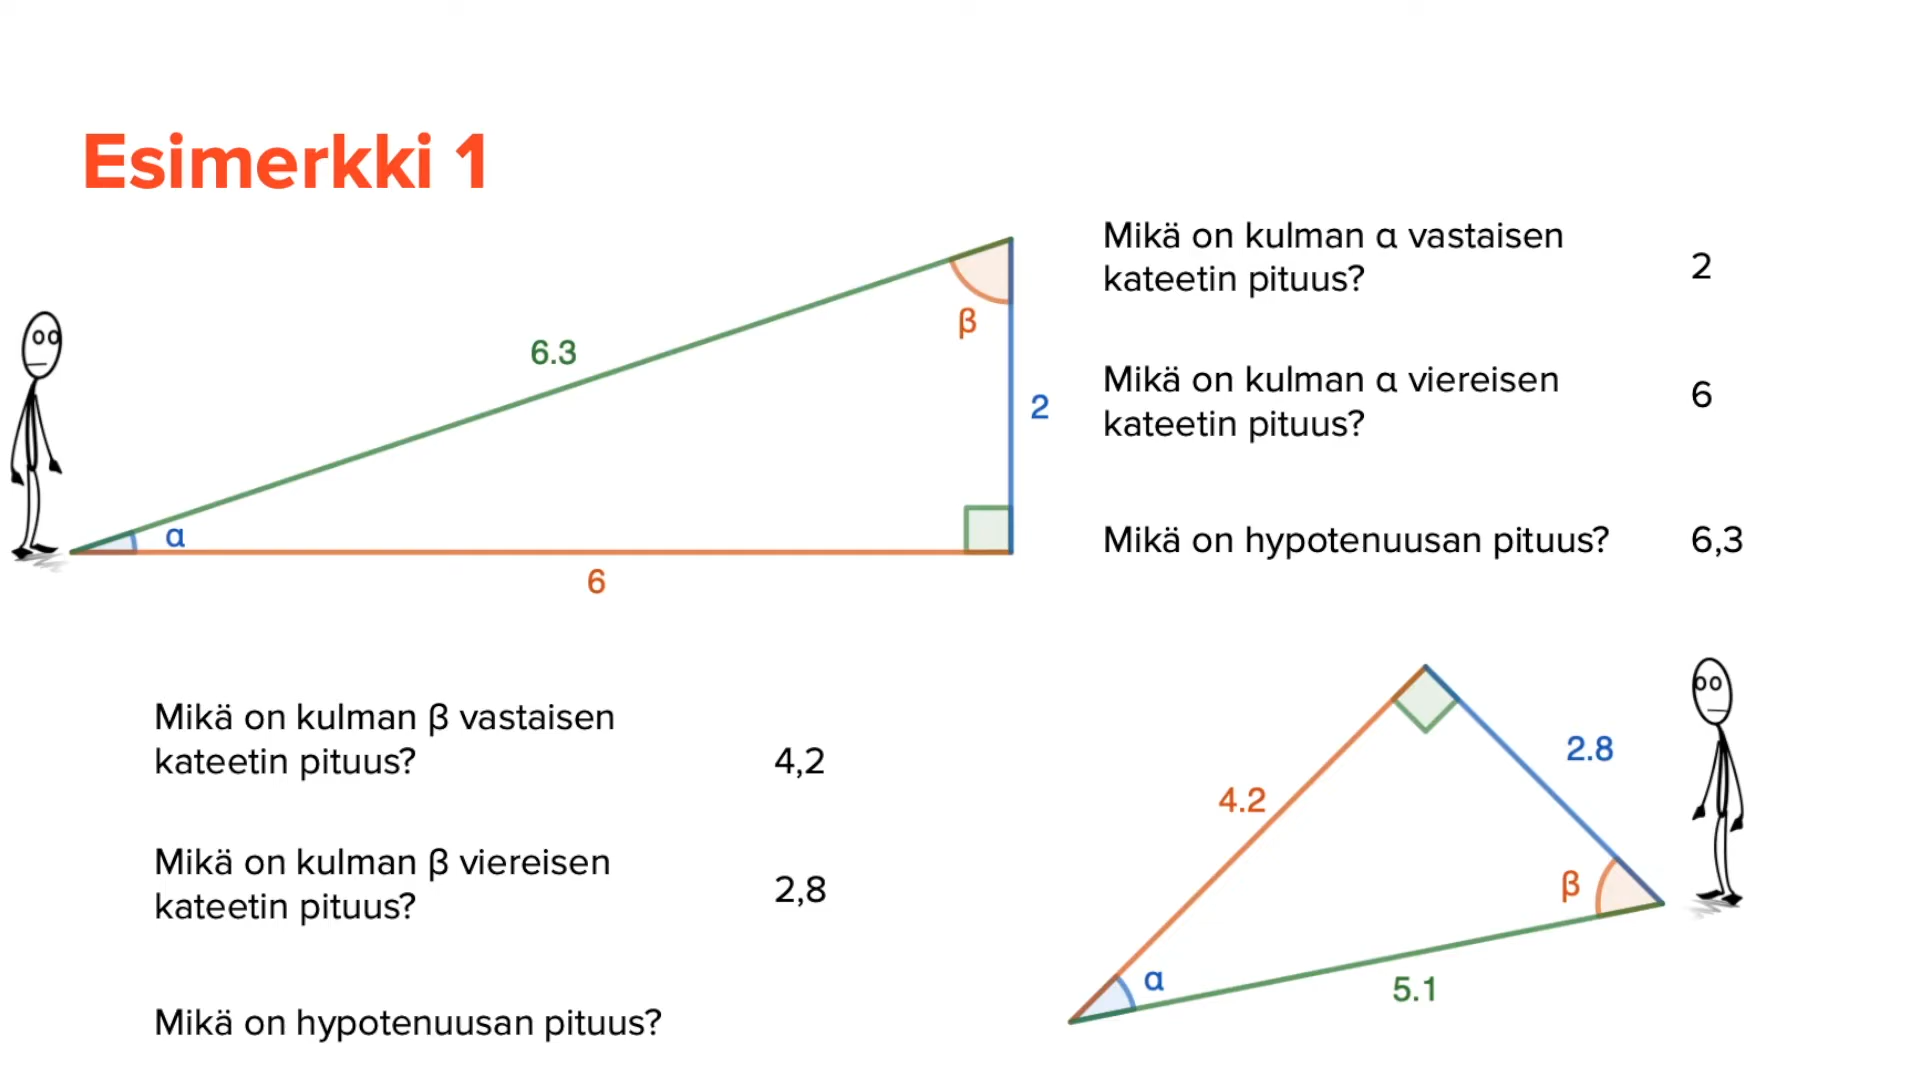 Esimerkki 1
6.3
β
2
α
6
Mikä on kulman α vastaisen
kateetin pituus?
2
Mikä on kulman α viereisen
kateetin pituus?
6
Mikä on hypotenuusan pituus?
6,3
Mikä on kulman β vastaisen
kateetin pituus?
4,2
Mikä on kulman β viereisen
kateetin pituus?
2,8
Mikä on hypotenuusan pituus?
2.8
4.2
β
α
5.1